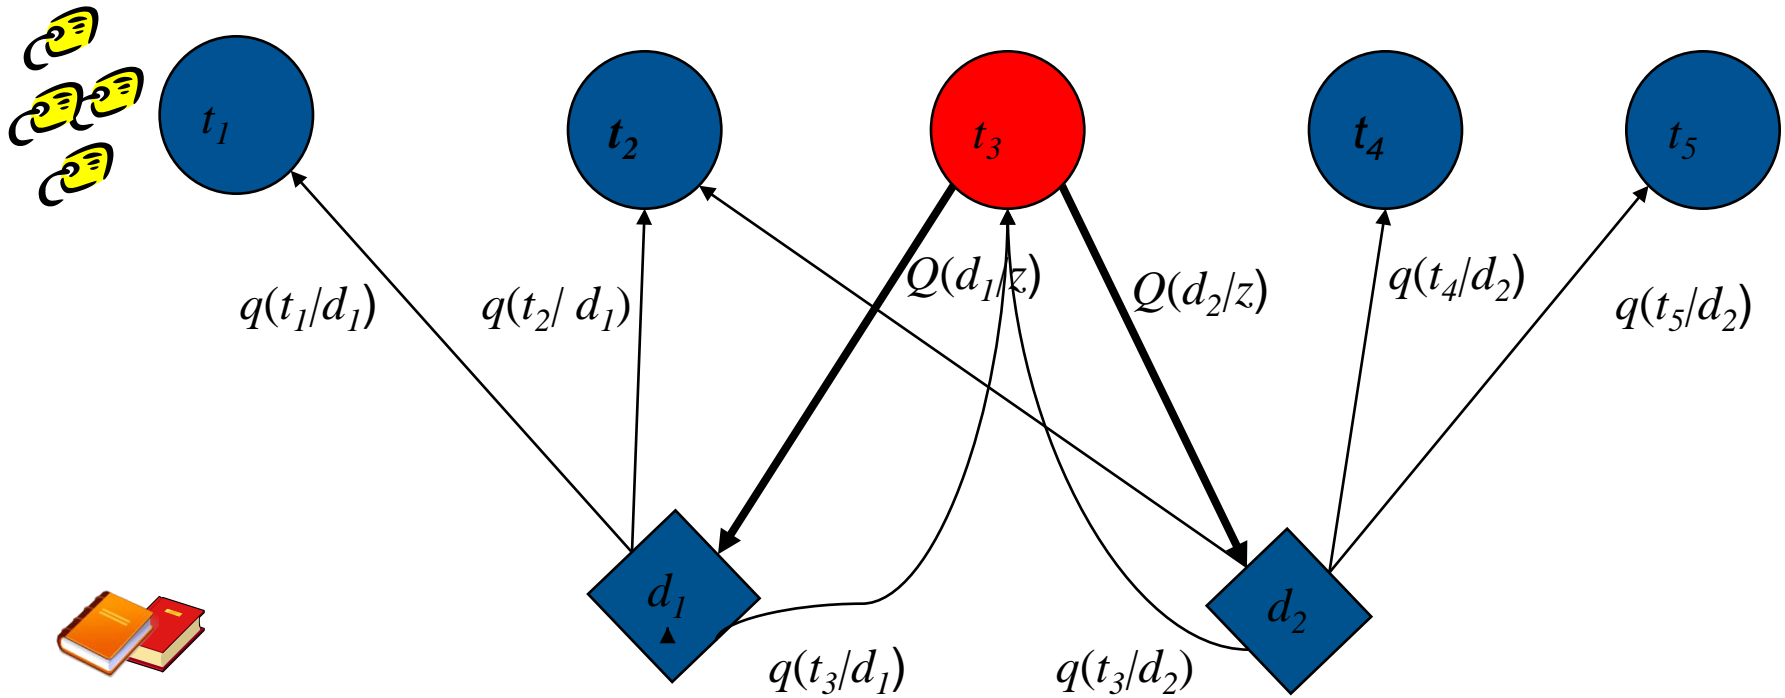 t₁
t₂
t₃
t₄
t₅
Q(d₁/z)
Q(d₂/z)
q(t₄/d₂)
q(t₁/d₁)
q(t₂/ d₁)
q(t₅/d₂)
d₁
d₂
q(t₃/d₁)
q(t₃/d₂)